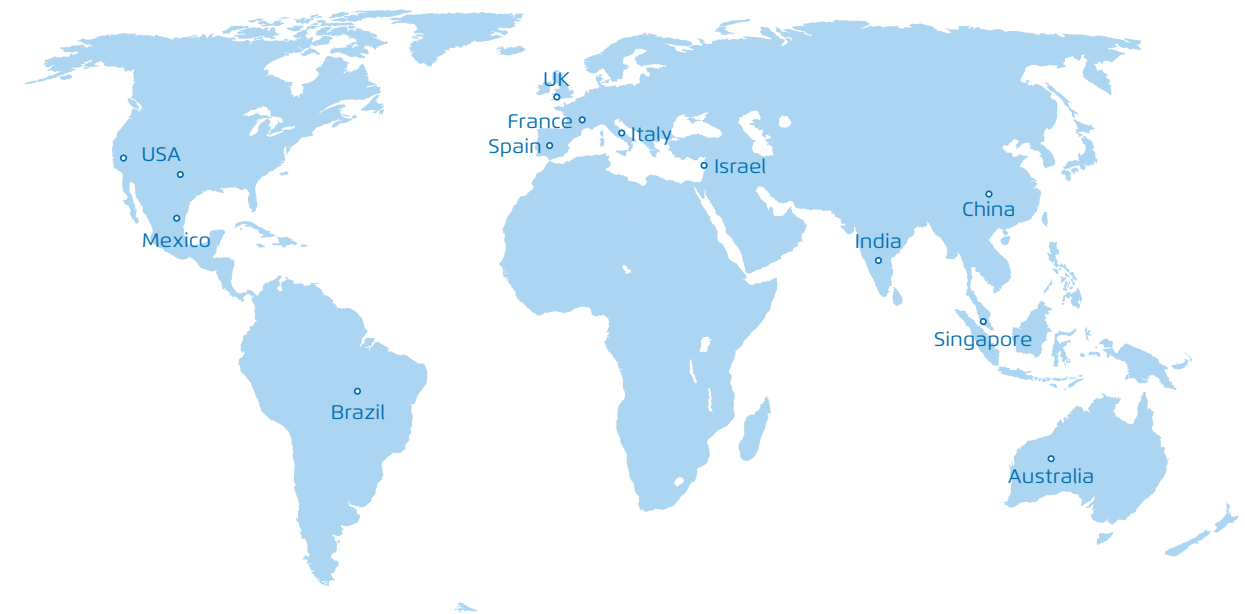 UK
France
Italy
Spain
USA
Israel
China
Mexico
India
Singapore
Brazil
Australia